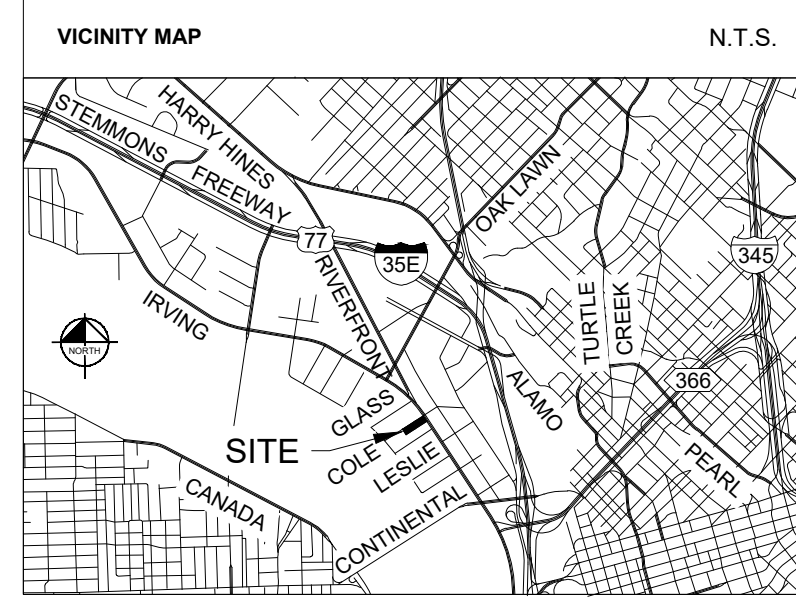 VICINITY MAP
N.T.S.
STEMMONS
FREEWAY
HARRY HINES
77
35E
OAK LAWN
345
RIVERFRONT
IRVING
NORTH
TURTLE
CREEK
366
ALAMO
GLASS
SITE
COLE
LESLIE
PEARL
CANADA
CONTINENTAL